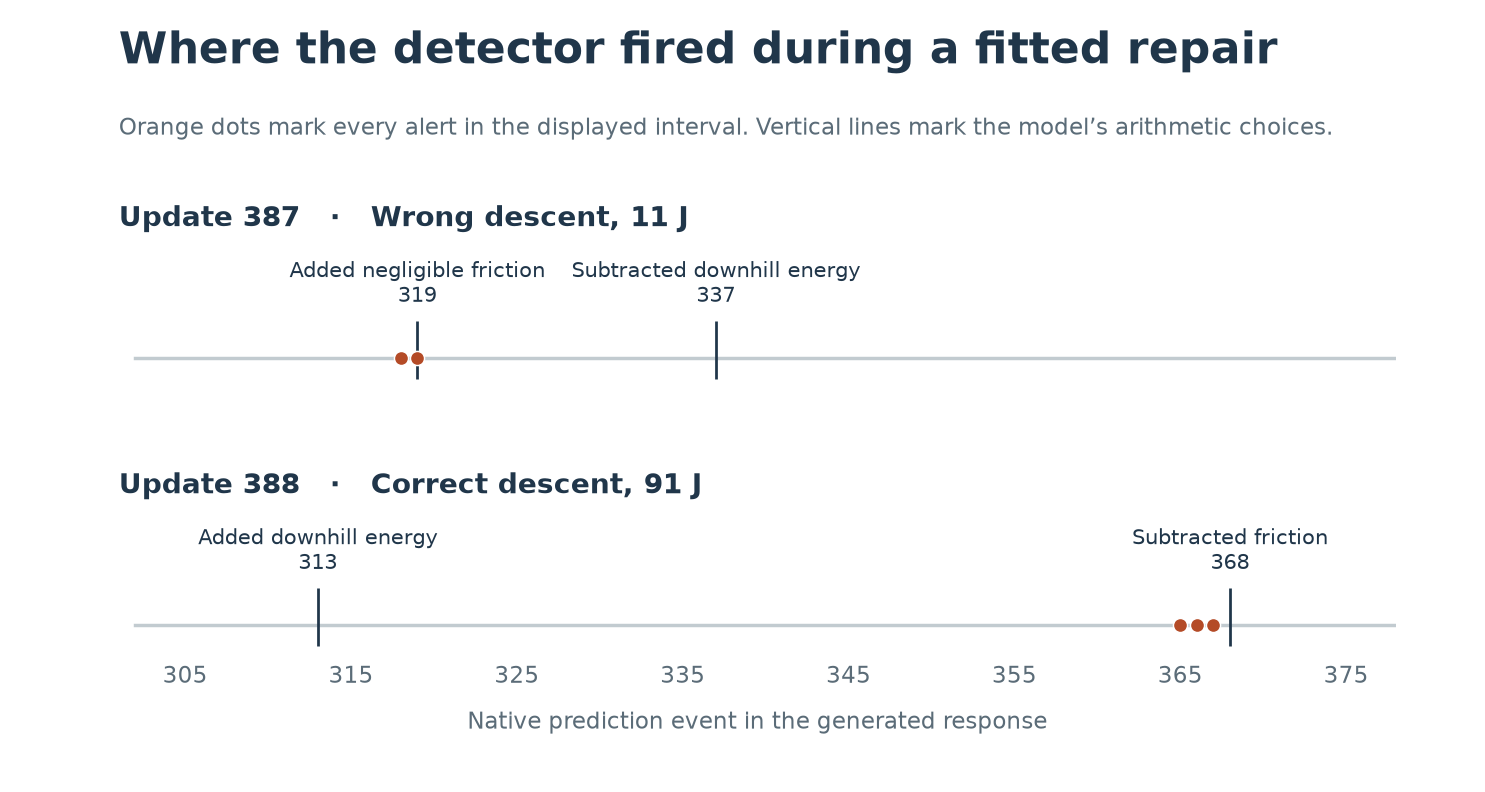 Where the detector fired during a fitted repair
Orange dots mark every alert in the displayed interval. Vertical lines mark the model’s arithmetic choices.
Update 387 · Wrong descent, 11 J
Added negligible friction Subtracted downhill energy
319 337
Update 388 · Correct descent, 91 J
Added downhill energy Subtracted friction
313 368
305 315 325 335 345 355 365 375
Native prediction event in the generated response